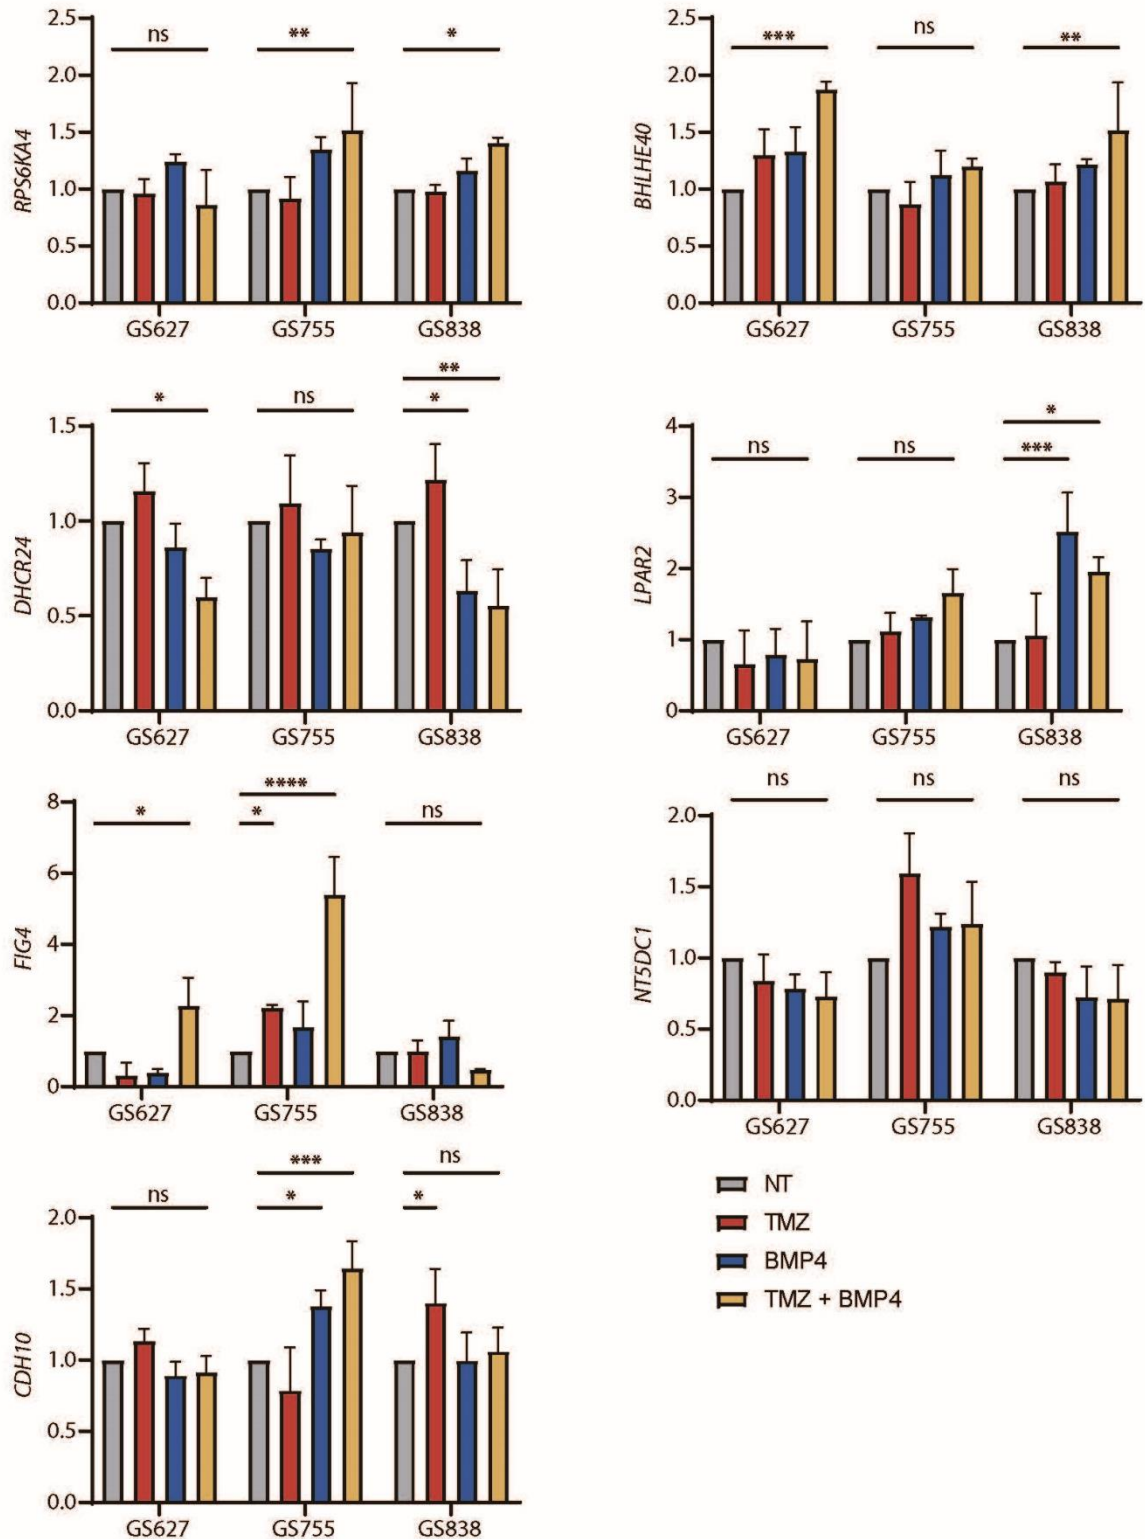 2.5
2.0
1.5
1.0
0.5
0.0
RPS6KA4
ns
**
*
GS627
GS755
GS838
2.5
2.0
1.5
1.0
0.5
0.0
BHLHE40
***
ns
**
GS627
GS755
GS838
1.5
1.0
0.5
0.0
DHCR24
*
ns
**
*
GS627
GS755
GS838
4
3
2
1
0
LPAR2
ns
ns
*
***
GS627
GS755
GS838
8
6
4
2
0
FIG4
*
****
*
ns
GS627
GS755
GS838
2.0
1.5
1.0
0.5
0.0
NT5DC1
ns
ns
ns
GS627
GS755
GS838
2.0
1.5
1.0
0.5
0.0
CDH10
ns
***
*
ns
*
GS627
GS755
GS838
NT
TMZ
BMP4
TMZ + BMP4